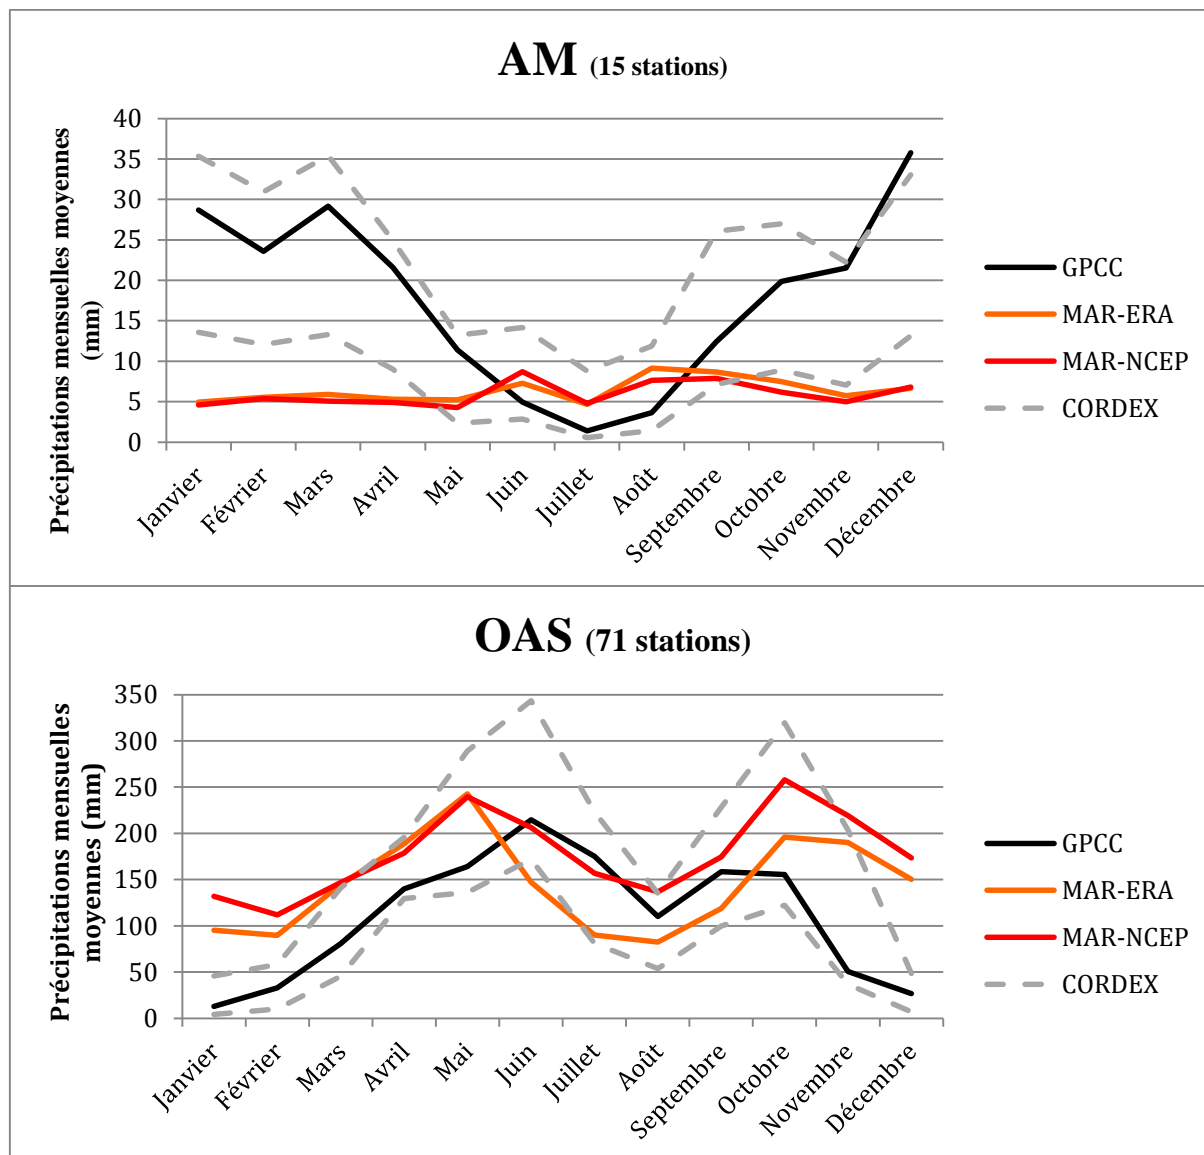 AM (15 stations)
Précipitations mensuelles moyennes
(mm)
40
35
30
25
20
15
10
5
0
Janvier
Février
Mars
Avril
Mai
Juin
Juillet
Août
Septembre
Octobre
Novembre
Décembre
GPCC
MAR-ERA
MAR-NCEP
CORDEX
OAS (71 stations)
Précipitations mensuelles
moyennes (mm)
350
300
250
200
150
100
50
0
Janvier
Février
Mars
Avril
Mai
Juin
Juillet
Août
Septembre
Octobre
Novembre
Décembre
GPCC
MAR-ERA
MAR-NCEP
CORDEX